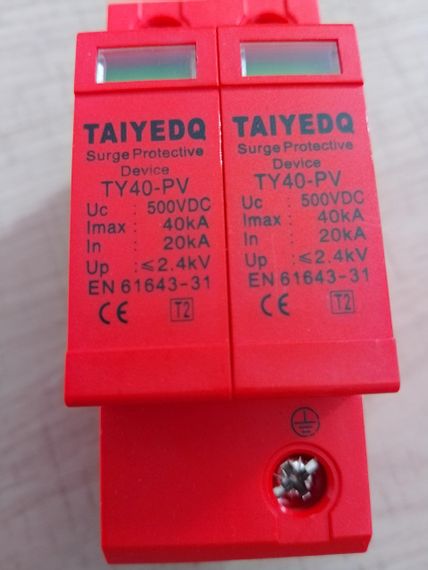 TAIYEDQ
Surge Protective
Device
TY40-PV
Uc : 500VDC
Imax : 40kA
In : 20kA
Up : ≤2.4kV
EN 61643-31
CE T2
TAIYEDQ
Surge Protective
Device
TY40-PV
Uc : 500VDC
Imax : 40kA
In : 20kA
Up : ≤2.4kV
EN 61643-31
CE T2